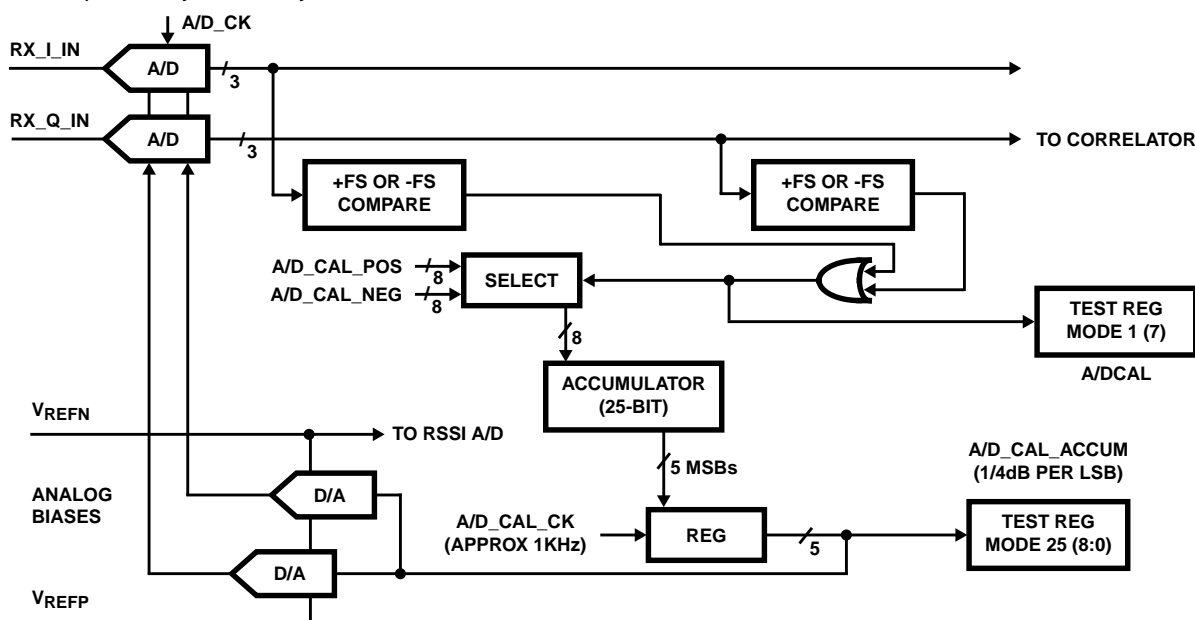 A/D_CK
RX_I_IN
A/D
3
RX_Q_IN
A/D
3
TO CORRELATOR
+FS OR -FS
COMPARE
+FS OR -FS
COMPARE
A/D_CAL_POS
8
A/D_CAL_NEG
8
SELECT
8
TEST REG
MODE 1 (7)
A/DCAL
ACCUMULATOR
(25-BIT)
VREFN
TO RSSI A/D
5 MSBs
A/D_CAL_ACCUM
(1/4dB PER LSB)
ANALOG
BIASES
D/A
A/D_CAL_CK
(APPROX 1KHz)
REG
5
TEST REG
MODE 25 (8:0)
D/A
VREFP